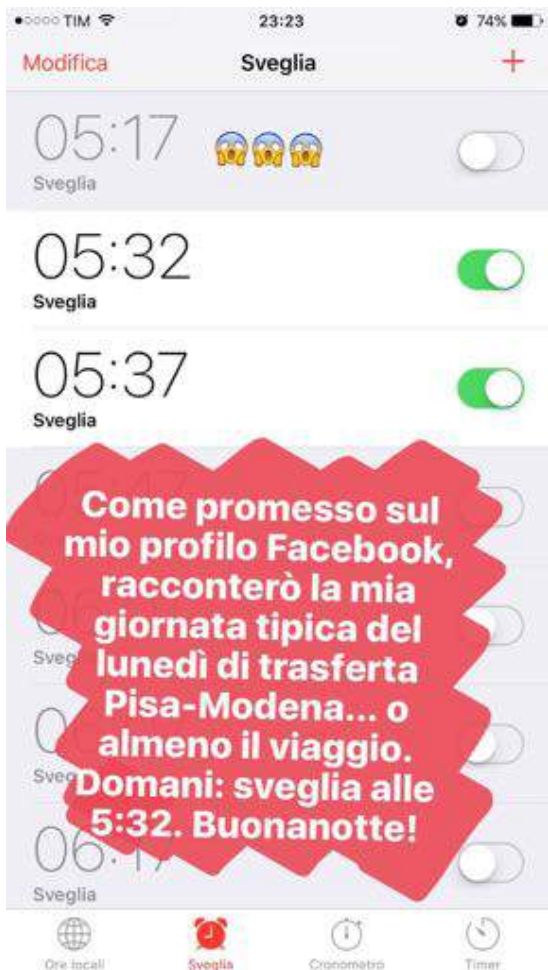 TIM 23:23 74%
Modifica Sveglia +
05:17
Sveglia
05:32
Sveglia
05:37
Sveglia
Come promesso sul
mio profilo Facebook,
racconterò la mia
giornata tipica del
lunedì di trasferta
Pisa-Modena... o
almeno il viaggio.
Domani: sveglia alle
5:32. Buonanotte!
Sveglia
Ore locali Sveglia Cronometro Timer